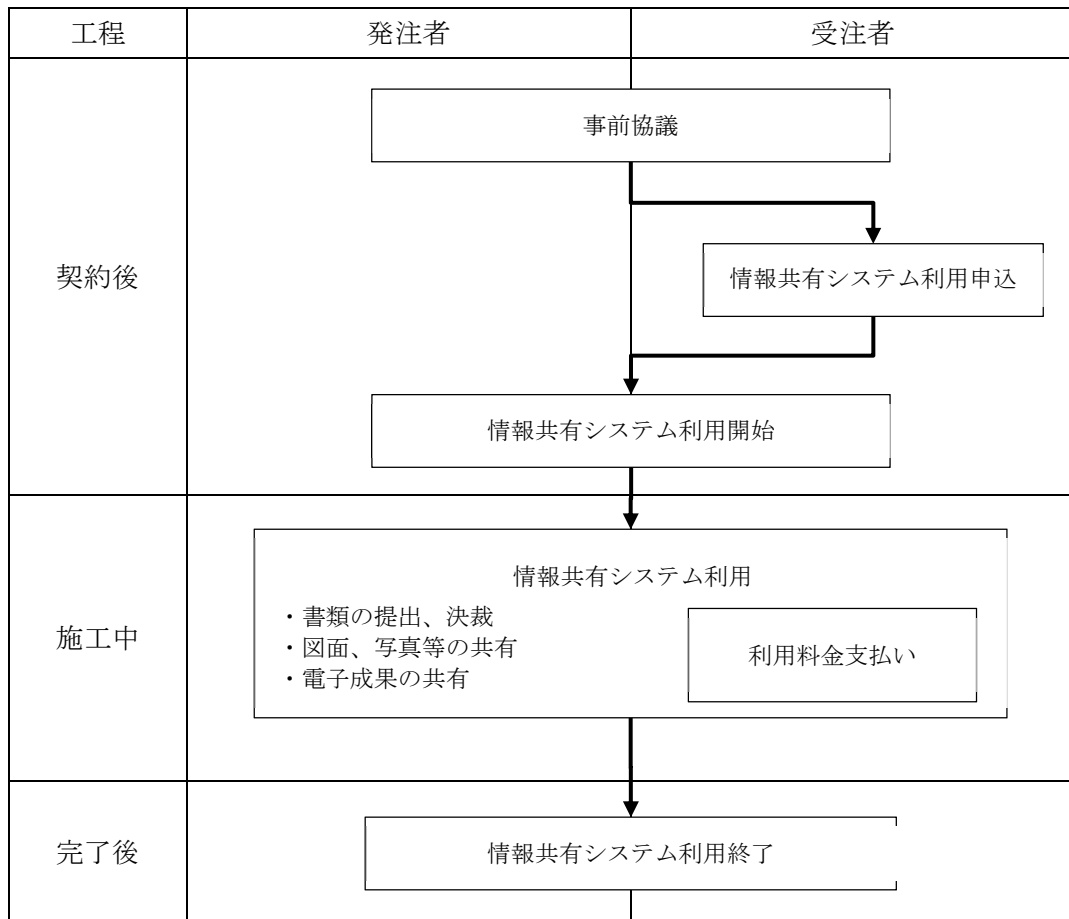 工程
発注者
受注者
事前協議
契約後
情報共有システム利用申込
情報共有システム利用開始
施工中
情報共有システム利用
・書類の提出、決裁
・図面、写真等の共有
・電子成果の共有
利用料金支払い
完了後
情報共有システム利用終了